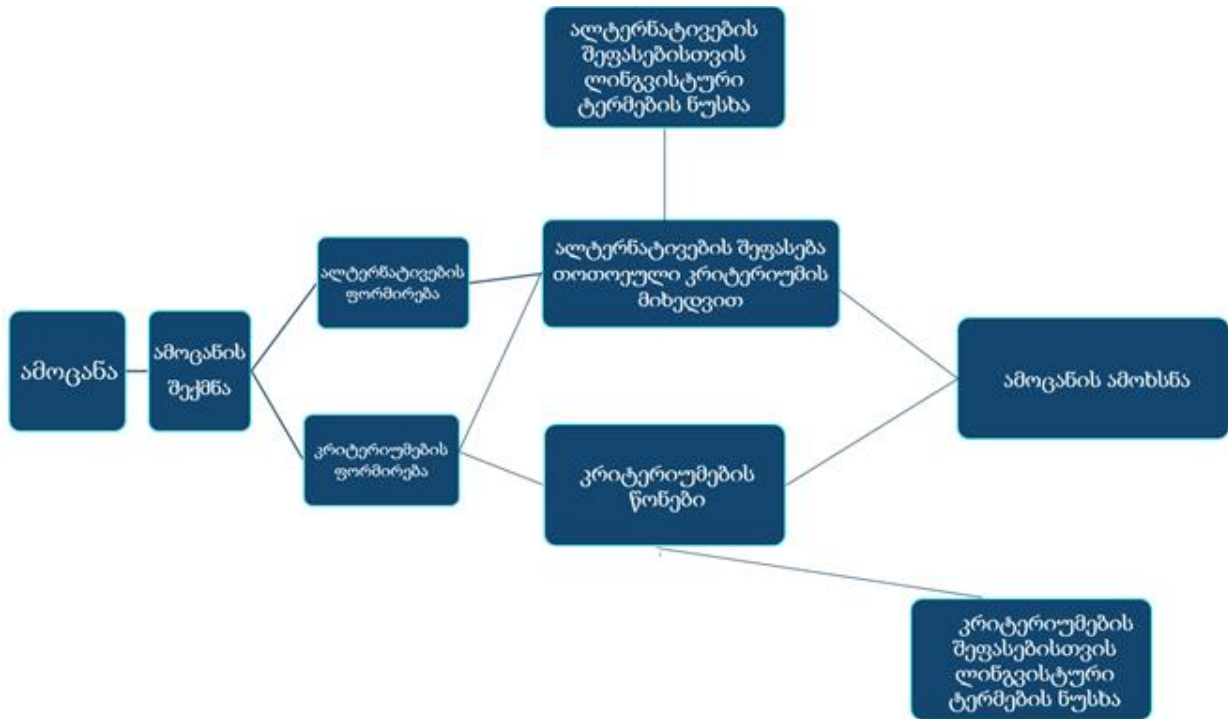 ალტერნატივების
შეფასებისთვის
ლინგვისტური
ტერმების ნუსხა
ალტერნატივების
ფორმირება
ალტერნატივების შეფასება
თოთოეული კრიტერიუმის
მიხედვით
ამოცანა
ამოცანის
შექმნა
ამოცანის ამოხსნა
კრიტერიუმების
ფორმირება
კრიტერიუმების
წონები
კრიტერიუმების
შეფასებისთვის
ლინგვისტური
ტერმების ნუსხა